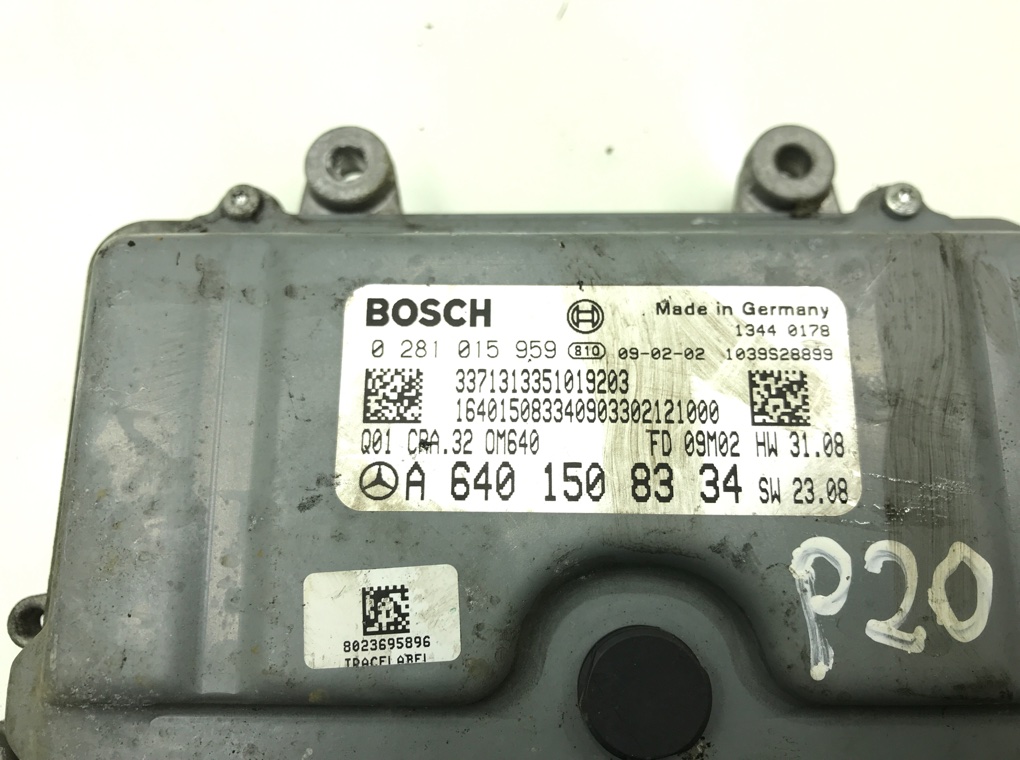 BOSCH Made in Germany
1344 0178
0 281 015 959 810 09-02-02 1039S28899
3371313351019203
164015083340903302121000
Q01 CRA.32 OM640 FD 09M02 HW 31.08
A 640 150 83 34 SW 23.08
P20
8023695896
TRACELABEL